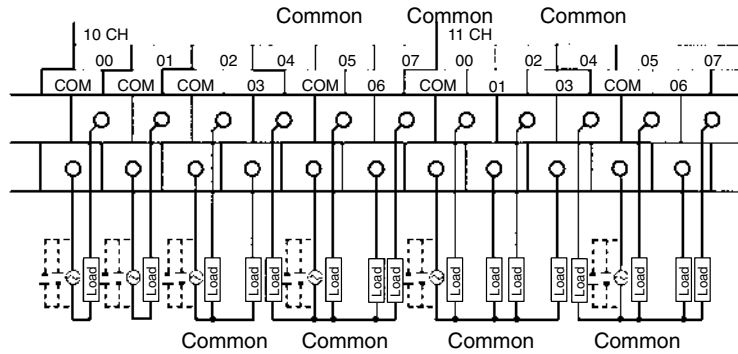 Common Common Common
10 CH 11 CH
00 01 02 04 05 07 00 02 04 05 07
COM COM COM 03 COM 06 COM 01 03 COM 06
Load Load Load Load Load Load Load Load Load Load Load Load Load Load Load Load
Common Common Common Common